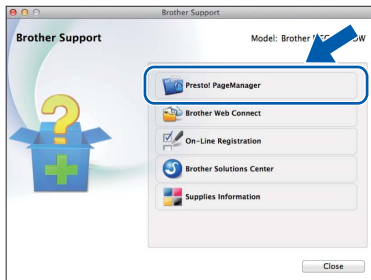 Brother Support
Brother Support
Model: Brother
Presto! PageManager
Brother Web Connect
On-Line Registration
Brother Solutions Center
Supplies Information
Close